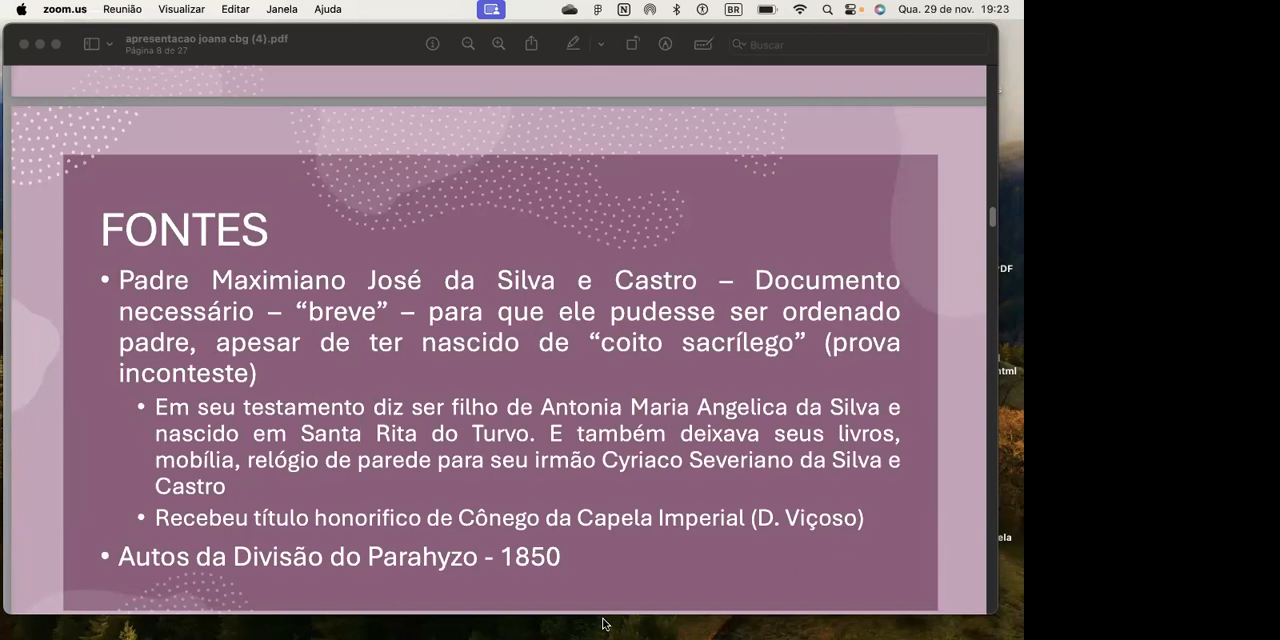 zoom.us Reunião Visualizar Editar Janela Ajuda BR Qua. 29 de nov. 19:23
apresentacao joana cbg (4).pdf
Página 8 de 27
Buscar
FONTES
• Padre Maximiano José da Silva e Castro – Documento
necessário – “breve” – para que ele pudesse ser ordenado
padre, apesar de ter nascido de “coito sacrílego” (prova
inconteste)
• Em seu testamento diz ser filho de Antonia Maria Angelica da Silva e
nascido em Santa Rita do Turvo. E também deixava seus livros,
mobília, relógio de parede para seu irmão Cyriaco Severiano da Silva e
Castro
• Recebeu título honorifico de Cônego da Capela Imperial (D. Viçoso)
• Autos da Divisão do Parahyzo - 1850